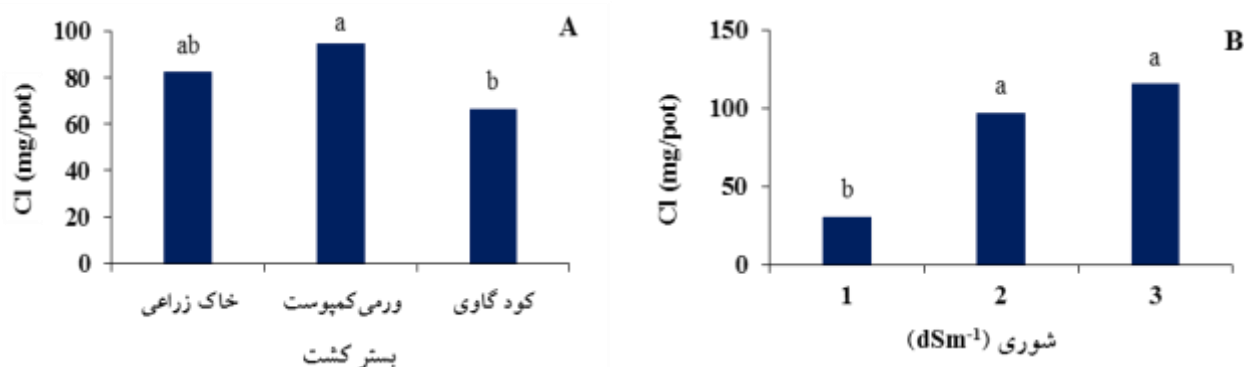 A
Cl (mg/pot)
100
80
60
40
20
0
ab
a
b
خاک زراعی
ورمی‌کمپوست
کود گاوی
بستر کشت
B
Cl (mg/pot)
150
100
50
0
b
a
a
1
2
3
شوری (dSm⁻¹)